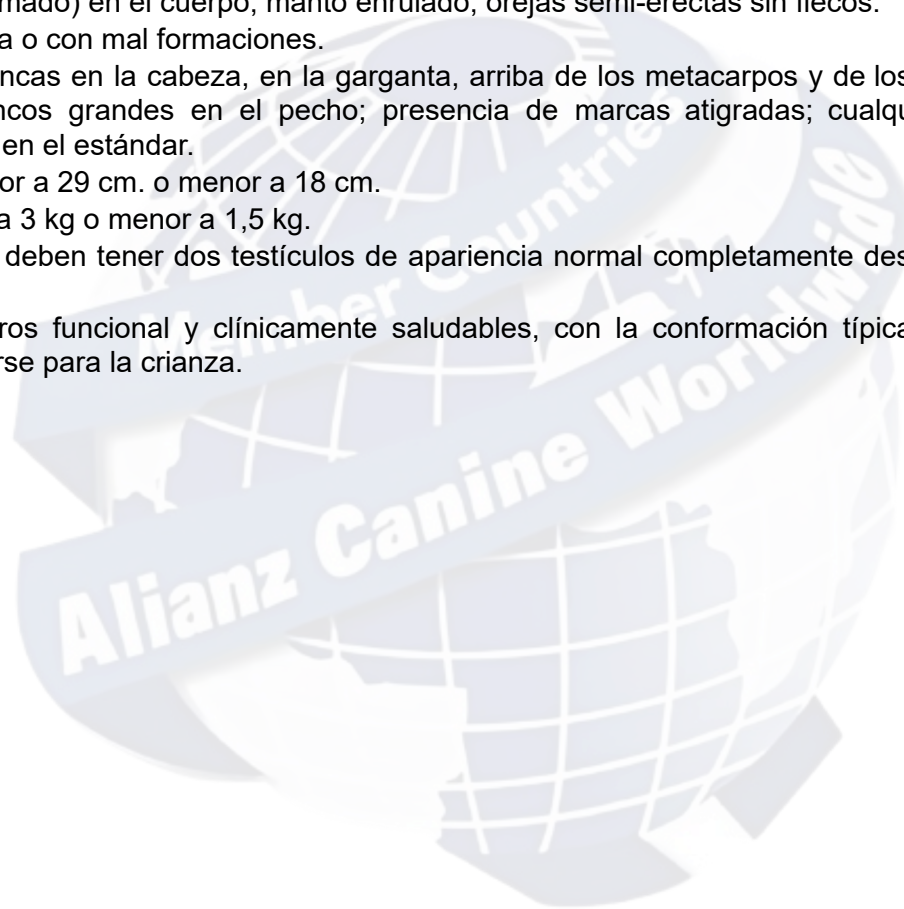 mado) en el cuerpo, manto enrulado, orejas semi-erectas sin flecos.
a o con mal formaciones.
ncas en la cabeza, en la garganta, arriba de los metacarpos y de los
ncos grandes en el pecho; presencia de marcas atigradas; cualqu
en el estándar.
or a 29 cm. o menor a 18 cm.
a 3 kg o menor a 1,5 kg.
deben tener dos testículos de apariencia normal completamente des
ros funcional y clínicamente saludables, con la conformación típica
rse para la crianza.
Member Countries
Alianz Canine Worldwide